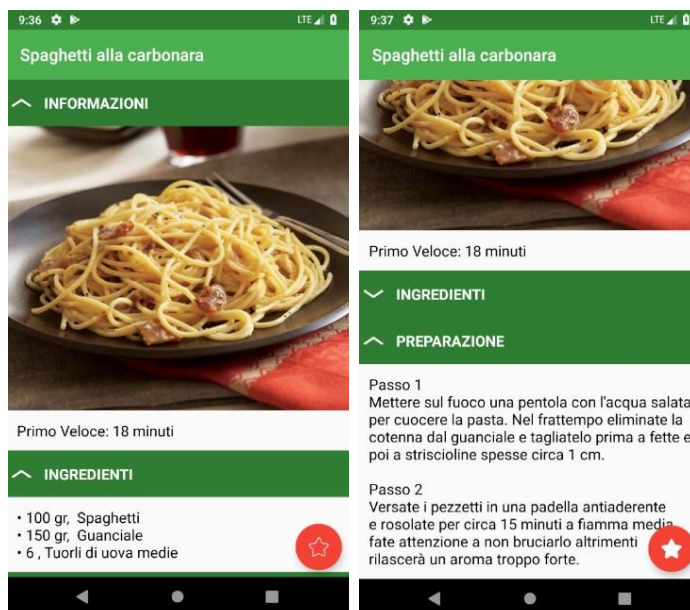 9:36
LTE
Spaghetti alla carbonara
INFORMAZIONI
Primo Veloce: 18 minuti
INGREDIENTI
• 100 gr, Spaghetti
• 150 gr, Guanciale
• 6 , Tuorli di uova medie
9:37
LTE
Spaghetti alla carbonara
Primo Veloce: 18 minuti
INGREDIENTI
PREPARAZIONE
Passo 1
Mettere sul fuoco una pentola con l'acqua salata
per cuocere la pasta. Nel frattempo eliminate la
cotenna dal guanciale e tagliatelo prima a fette e
poi a striscioline spesse circa 1 cm.
Passo 2
Versate i pezzetti in una padella antiaderente
e rosolate per circa 15 minuti a fiamma media,
fate attenzione a non bruciarlo altrimenti
rilascerà un aroma troppo forte.